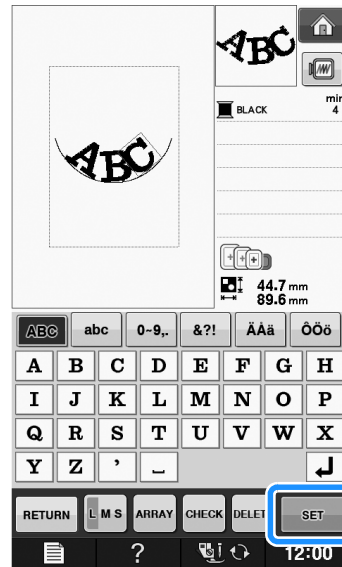 ABC
BLACK
min
4
ABC
44.7 mm
89.6 mm
ABC abc 0~9,. &?! ÄÅä ÔÖö
A B C D E F G H
I J K L M N O P
Q R S T U V W X
Y Z ’ _
RETURN L M S ARRAY CHECK DELET SET
? 12:00